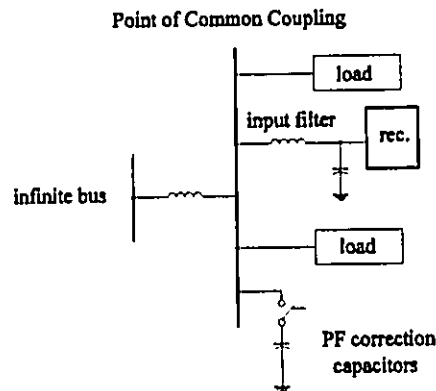 Point of Common Coupling
load
input filter
rec.
infinite bus
load
PF correction
capacitors